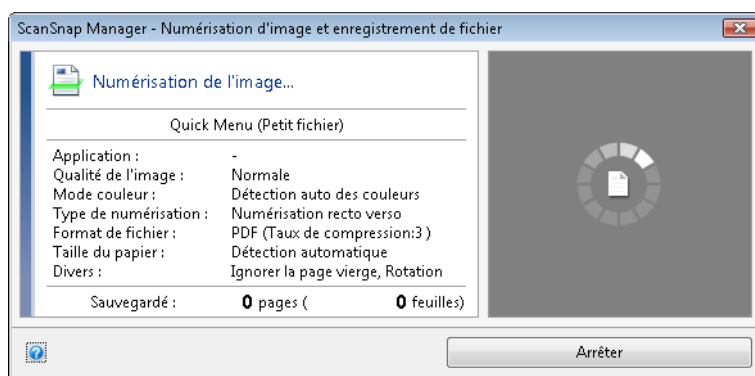 ScanSnap Manager - Numérisation d'image et enregistrement de fichier
Numérisation de l'image...
Quick Menu (Petit fichier)
Application : -
Qualité de l'image : Normale
Mode couleur : Détection auto des couleurs
Type de numérisation : Numérisation recto verso
Format de fichier : PDF (Taux de compression:3 )
Taille du papier : Détection automatique
Divers : Ignorer la page vierge, Rotation
Sauvegardé : 0 pages ( 0 feuilles)
? Arrêter